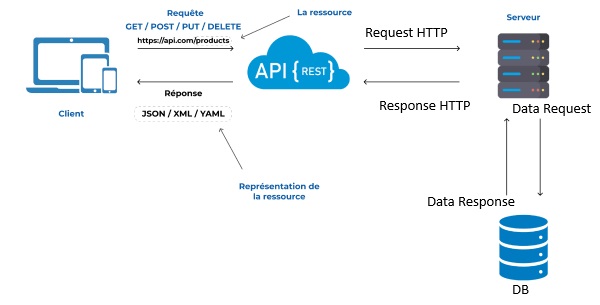 Requête
La ressource
Serveur
GET / POST / PUT / DELETE
https://api.com/products
Request HTTP
API {REST}
Réponse
Response HTTP
Client
JSON / XML / YAML
Data Request
Représentation de
la ressource
Data Response
DB